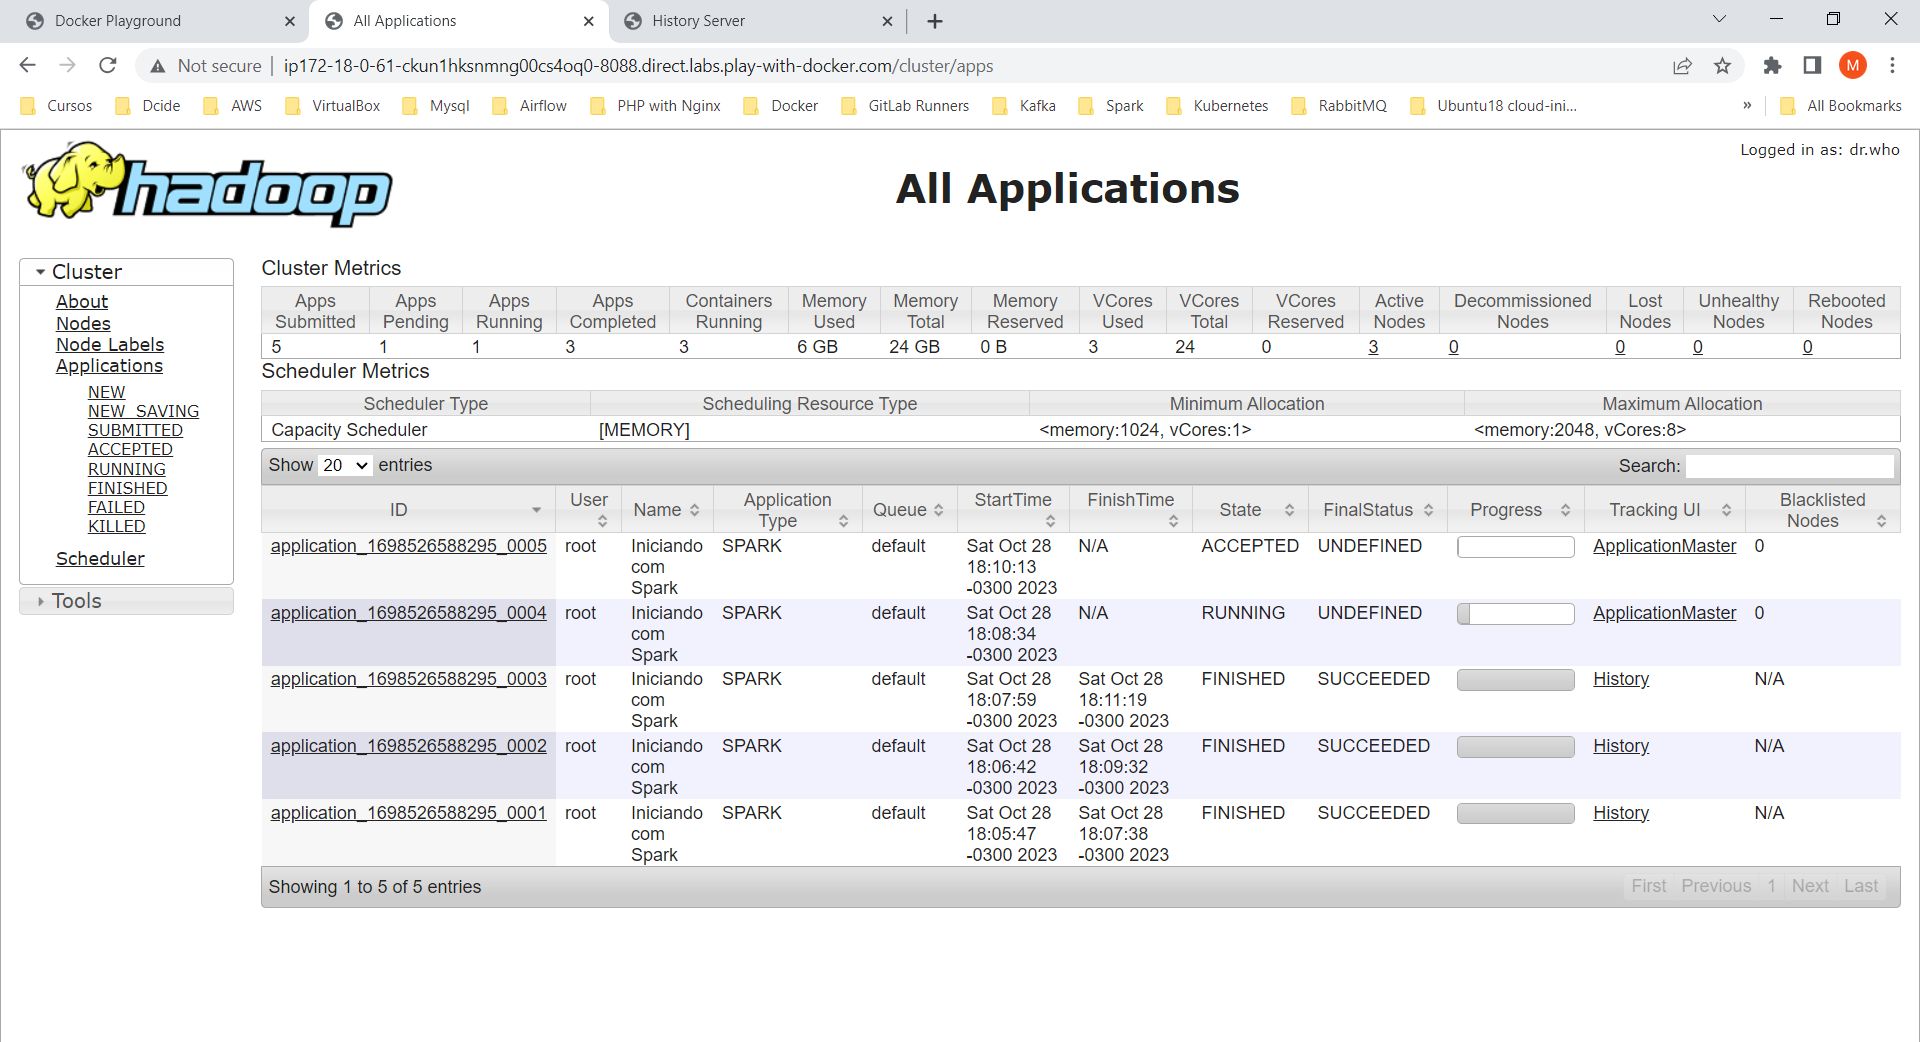 Docker Playground
All Applications
History Server
Not secure
ip172-18-0-61-ckun1hksnmng00cs4oq0-8088.direct.labs.play-with-docker.com/cluster/apps
M
Cursos
Dcide
AWS
VirtualBox
Mysql
Airflow
PHP with Nginx
Docker
GitLab Runners
Kafka
Spark
Kubernetes
RabbitMQ
Ubuntu18 cloud-ini...
»
All Bookmarks
hadoop
All Applications
Logged in as: dr.who
Cluster
About
Nodes
Node Labels
Applications
NEW
NEW_SAVING
SUBMITTED
ACCEPTED
RUNNING
FINISHED
FAILED
KILLED
Scheduler
Tools
Cluster Metrics
Apps Submitted Apps Pending Apps Running Apps Completed Containers Running Memory Used Memory Total Memory Reserved VCores Used VCores Total VCores Reserved Active Nodes Decommissioned Nodes Lost Nodes Unhealthy Nodes Rebooted Nodes
5 1 1 3 3 6 GB 24 GB 0 B 3 24 0 3 0 0 0 0
Scheduler Metrics
Scheduler Type Scheduling Resource Type Minimum Allocation Maximum Allocation
Capacity Scheduler [MEMORY] <memory:1024, vCores:1> <memory:2048, vCores:8>
Show 20 entries Search:
ID User Name Application Type Queue StartTime FinishTime State FinalStatus Progress Tracking UI Blacklisted Nodes
application_1698526588295_0005 root Iniciando com Spark SPARK default Sat Oct 28 18:10:13 -0300 2023 N/A ACCEPTED UNDEFINED ApplicationMaster 0
application_1698526588295_0004 root Iniciando com Spark SPARK default Sat Oct 28 18:08:34 -0300 2023 N/A RUNNING UNDEFINED ApplicationMaster 0
application_1698526588295_0003 root Iniciando com Spark SPARK default Sat Oct 28 18:07:59 -0300 2023 Sat Oct 28 18:11:19 -0300 2023 FINISHED SUCCEEDED History N/A
application_1698526588295_0002 root Iniciando com Spark SPARK default Sat Oct 28 18:06:42 -0300 2023 Sat Oct 28 18:09:32 -0300 2023 FINISHED SUCCEEDED History N/A
application_1698526588295_0001 root Iniciando com Spark SPARK default Sat Oct 28 18:05:47 -0300 2023 Sat Oct 28 18:07:38 -0300 2023 FINISHED SUCCEEDED History N/A
Showing 1 to 5 of 5 entries
First Previous 1 Next Last